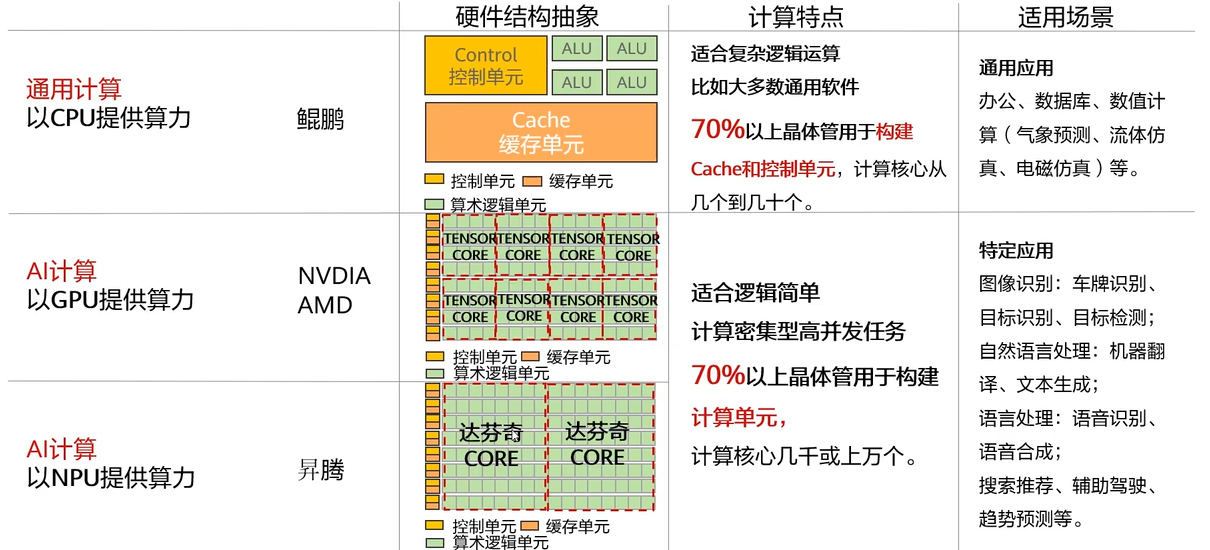 硬件结构抽象
计算特点
适用场景
通用计算
以CPU提供算力
鲲鹏
Control
控制单元
ALU
ALU
ALU
ALU
Cache
缓存单元
控制单元
缓存单元
算术逻辑单元
适合复杂逻辑运算
比如大多数通用软件
70%以上晶体管用于构建
Cache和控制单元，计算核心从
几个到几十个。
通用应用
办公、数据库、数值计
算（气象预测、流体仿
真、电磁仿真）等。
AI计算
以GPU提供算力
NVDIA
AMD
TENSOR
CORE
TENSOR
CORE
TENSOR
CORE
TENSOR
CORE
TENSOR
CORE
TENSOR
CORE
TENSOR
CORE
TENSOR
CORE
控制单元
缓存单元
算术逻辑单元
AI计算
以NPU提供算力
昇腾
达芬奇
CORE
达芬奇
CORE
控制单元
缓存单元
算术逻辑单元
适合逻辑简单
计算密集型高并发任务
70%以上晶体管用于构建
计算单元，
计算核心几千或上万个。
特定应用
图像识别：车牌识别、
目标识别、目标检测；
自然语言处理：机器翻
译、文本生成；
语言处理：语音识别、
语音合成；
搜索推荐、辅助驾驶、
趋势预测等。